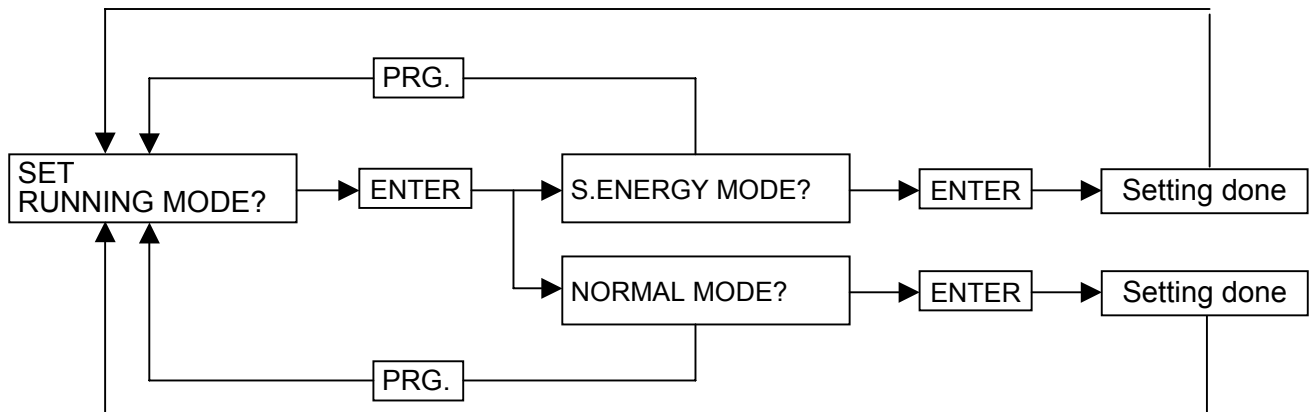 PRG.
SET
RUNNING MODE?
ENTER
S.ENERGY MODE?
ENTER
Setting done
NORMAL MODE?
ENTER
Setting done
PRG.